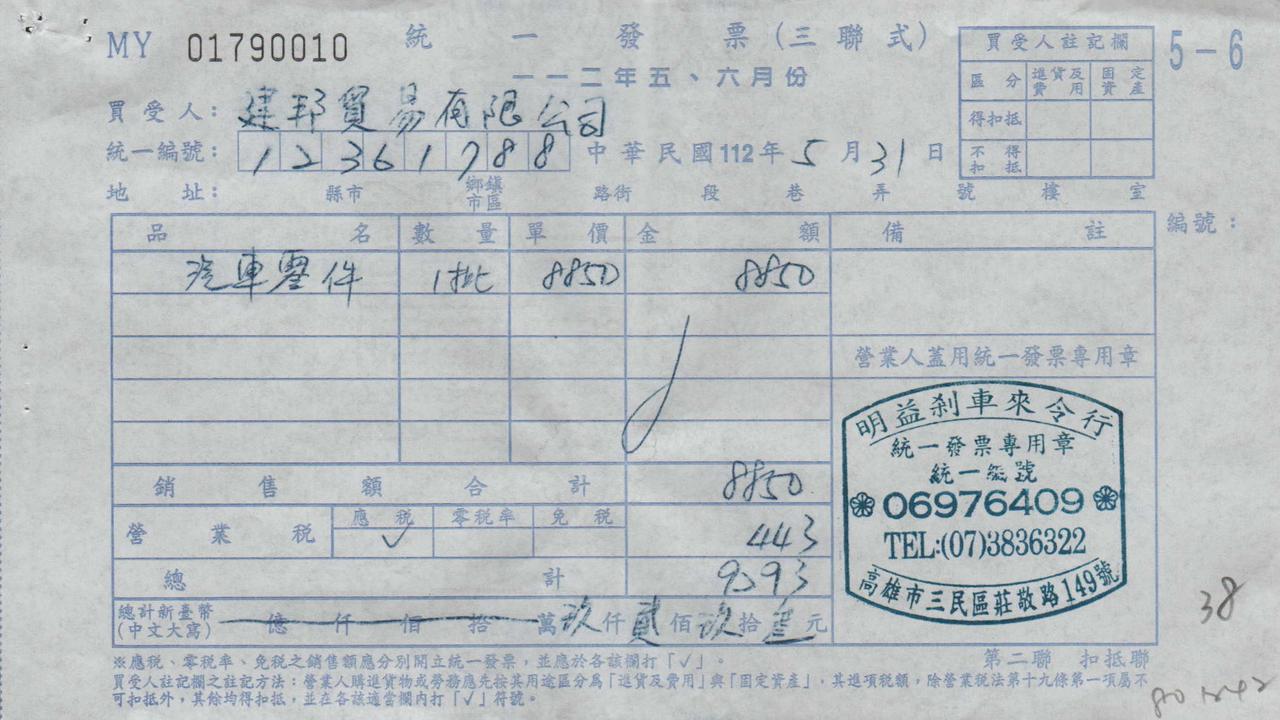 MY 01790010 統一發票(三聯式)
一一二年五、六月份
5-6
買受人註記欄
區分 進貨及費用 固定資產
得扣抵
不得扣抵
買受人：建邦貿易有限公司
統一編號：12361788 中華民國112年5月31日
地址： 縣市 鄉鎮市區 路街 段 巷 弄 號 樓 室
編號：
品名 數量 單價 金額 備註
汽車零件 1批 8850 8850
營業人蓋用統一發票專用章
銷售額合計 8850
營業稅 應稅 零稅率 免稅
✓ 443
總計 9293
總計新臺幣(中文大寫) 億 仟 佰 拾 萬 玖 仟 貳 佰 玖 拾 元
明益剎車來令行
統一發票專用章
統一編號
06976409
TEL:(07)3836322
高雄市三民區莊敬路149號
38
※應稅、零稅率、免稅之銷售額應分別開立統一發票，並應於各該欄打「✓」。
第二聯 扣抵聯
買受人註記欄之註記方法：營業人購進貨物或勞務應先按其用途區分為「進貨及費用」與「固定資產」，其進項稅額，除營業稅法第十九條第一項屬不
可扣抵外，其餘均得扣抵，並在各該適當欄內打「✓」符號。